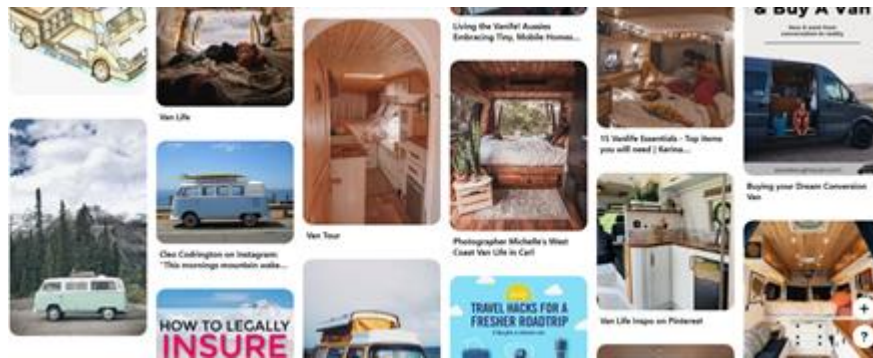 Van Life
Cleo Codrington on Instagram:
"This mornings mountain wake...
HOW TO LEGALLY
INSURE
Van Tour
Living the Vanlife! Aussies
Embracing Tiny, Mobile Homes...
Photographer Michelle's West
Coast Van Life in Carl
TRAVEL HACKS FOR A
FRESHER ROADTRIP
15 Vanlife Essentials - Top items
you will need | Karina...
Van Life Inspo on Pinterest
& Buy A Van
Buying your Dream Conversion
Van
+
?